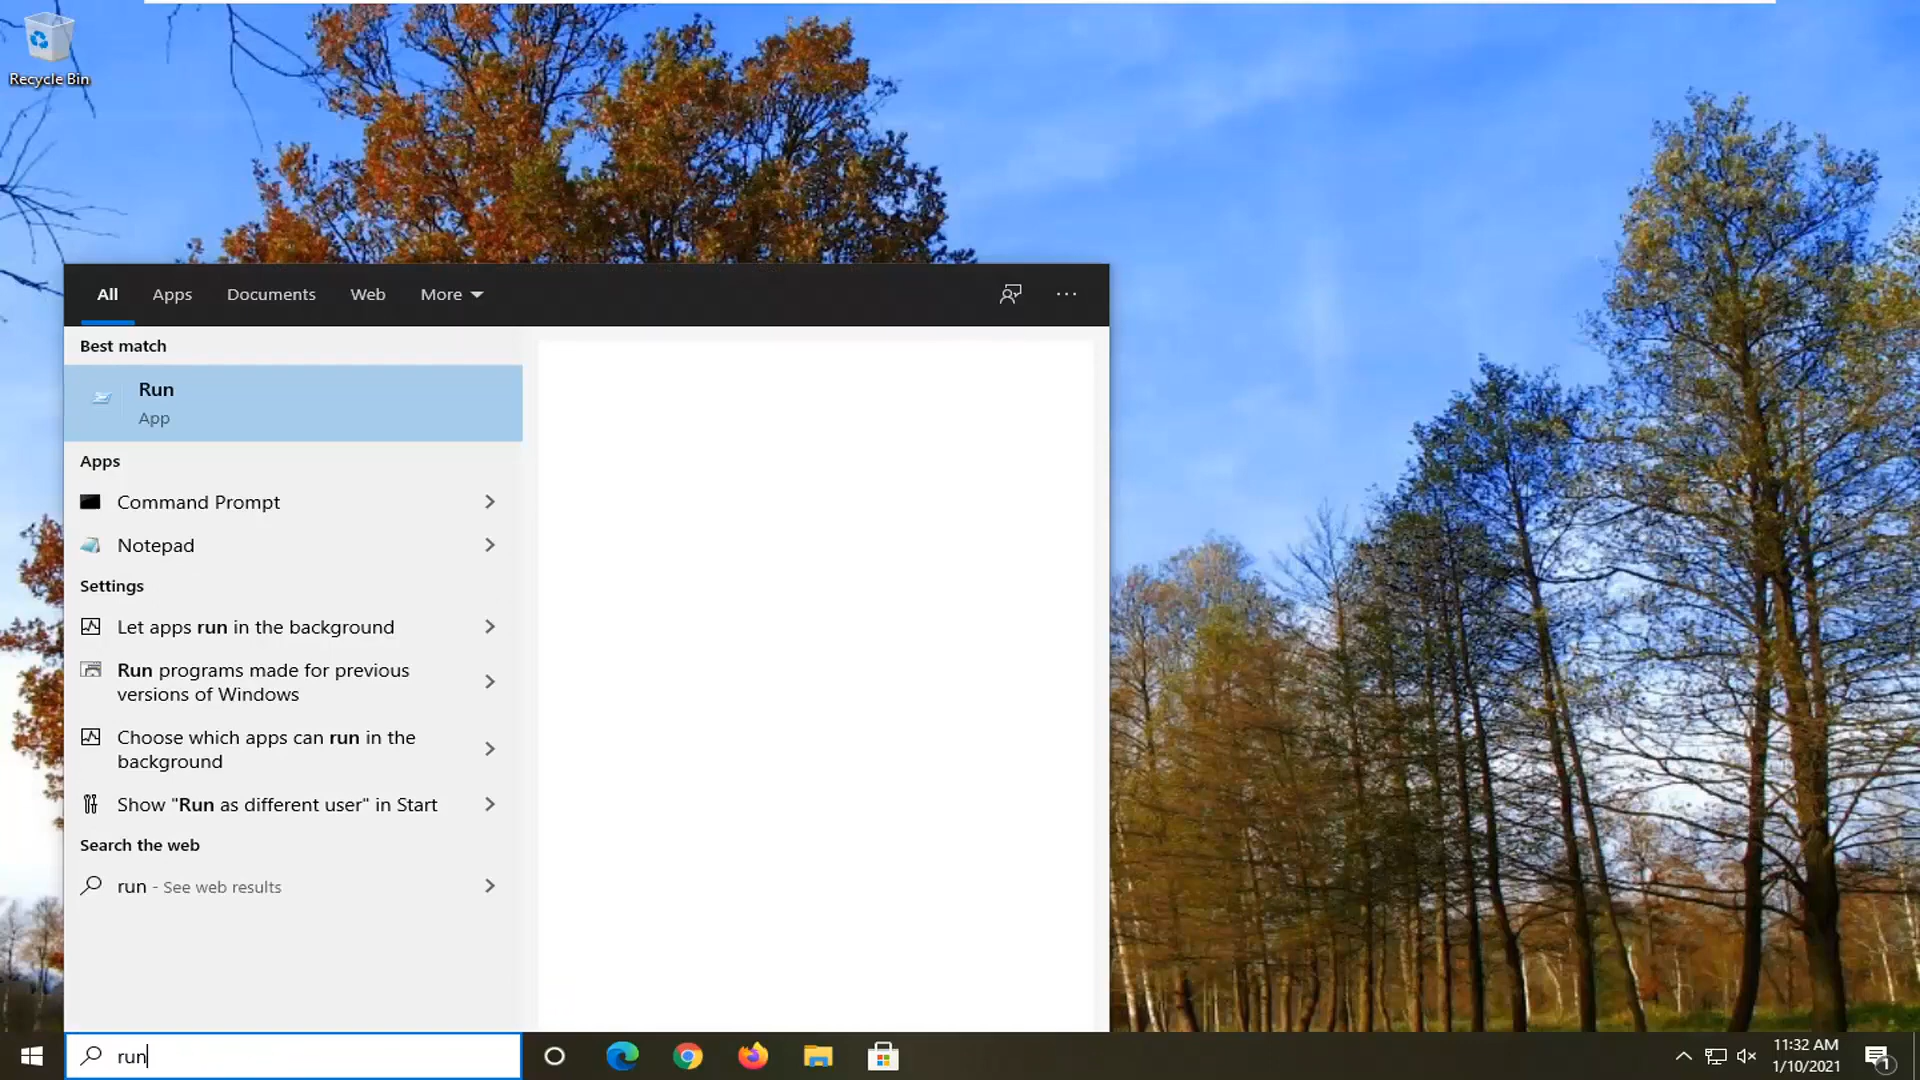 Recycle Bin
All Apps Documents Web More
Best match
Run
App
Apps
Command Prompt
Notepad
Settings
Let apps run in the background
Run programs made for previous
versions of Windows
Choose which apps can run in the
background
Show "Run as different user" in Start
Search the web
run - See web results
run
11:32 AM
1/10/2021
1